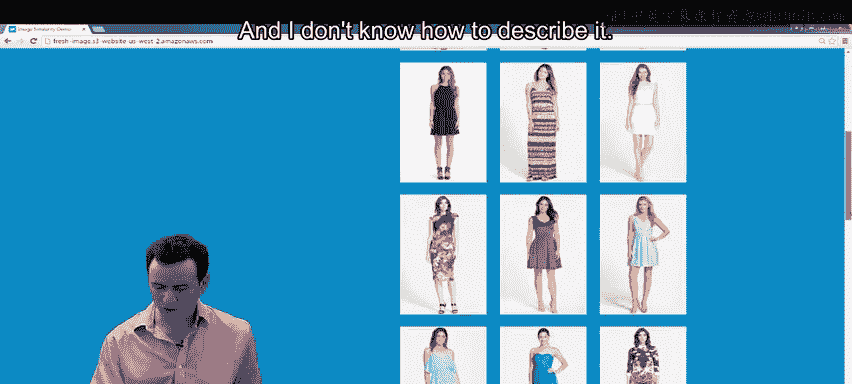 And I don't know how to describe it.
Image Similarity Demo
fresh-image.s3-website-us-west-2.amazonaws.com